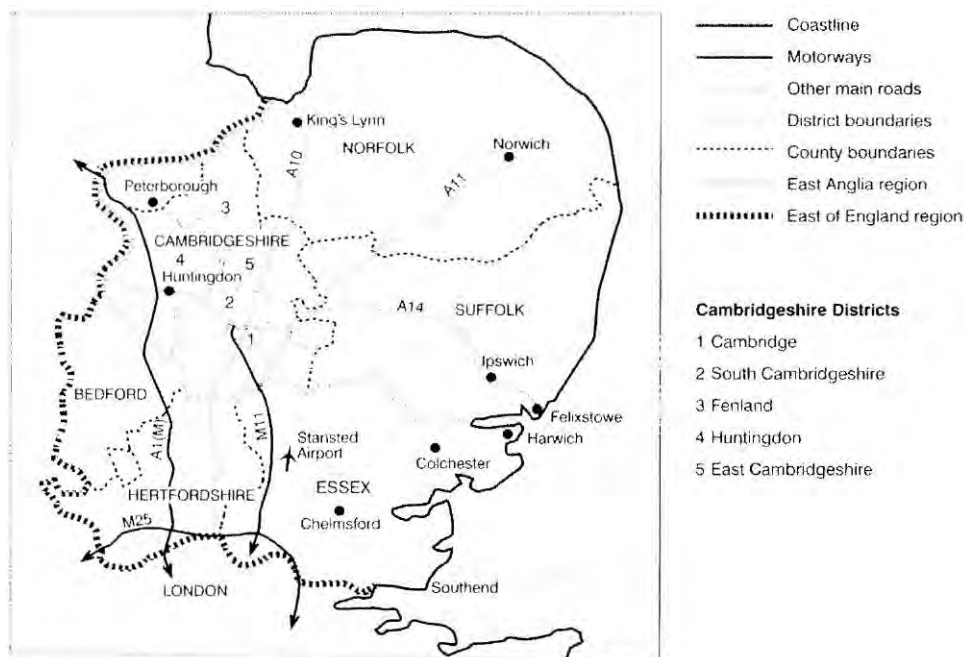 King's Lynn
NORFOLK
Norwich
A10
A11
Peterborough
3
CAMBRIDGESHIRE
4
5
Huntingdon
2
1
A14
SUFFOLK
Ipswich
BEDFORD
Felixstowe
Harwich
A1(M)
M11
Stansted
Airport
Colchester
HERTFORDSHIRE
ESSEX
Chelmsford
M25
LONDON
Southend
Coastline
Motorways
Other main roads
District boundaries
County boundaries
East Anglia region
East of England region
Cambridgeshire Districts
1 Cambridge
2 South Cambridgeshire
3 Fenland
4 Huntingdon
5 East Cambridgeshire